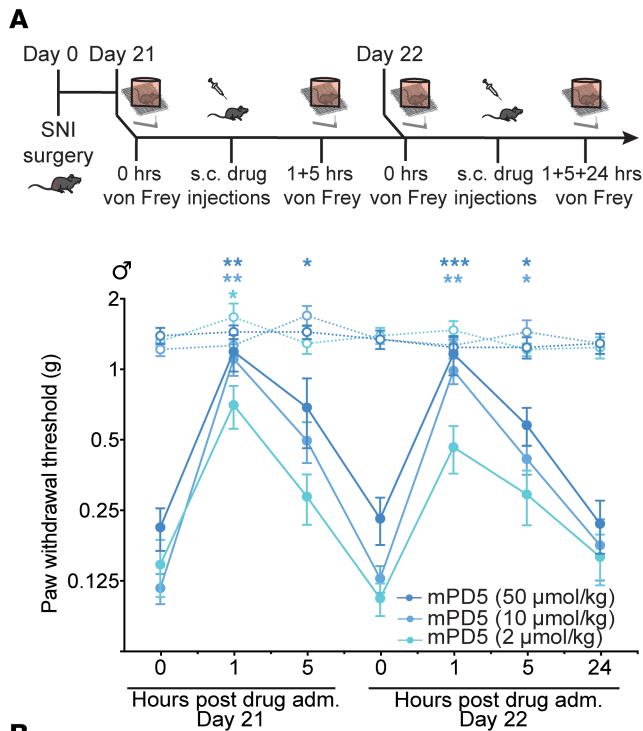 A
Day 0 Day 21
Day 22
SNI
surgery
0 hrs
von Frey
s.c. drug
injections
1+5 hrs
von Frey
0 hrs
von Frey
s.c. drug
injections
1+5+24 hrs
von Frey
♂
** * *** *
** ** *
*
Paw withdrawal threshold (g)
2
1
0.5
0.25
0.125
mPD5 (50 µmol/kg)
mPD5 (10 µmol/kg)
mPD5 (2 µmol/kg)
0 1 5 0 1 5 24
Hours post drug adm.
Day 21
Hours post drug adm.
Day 22